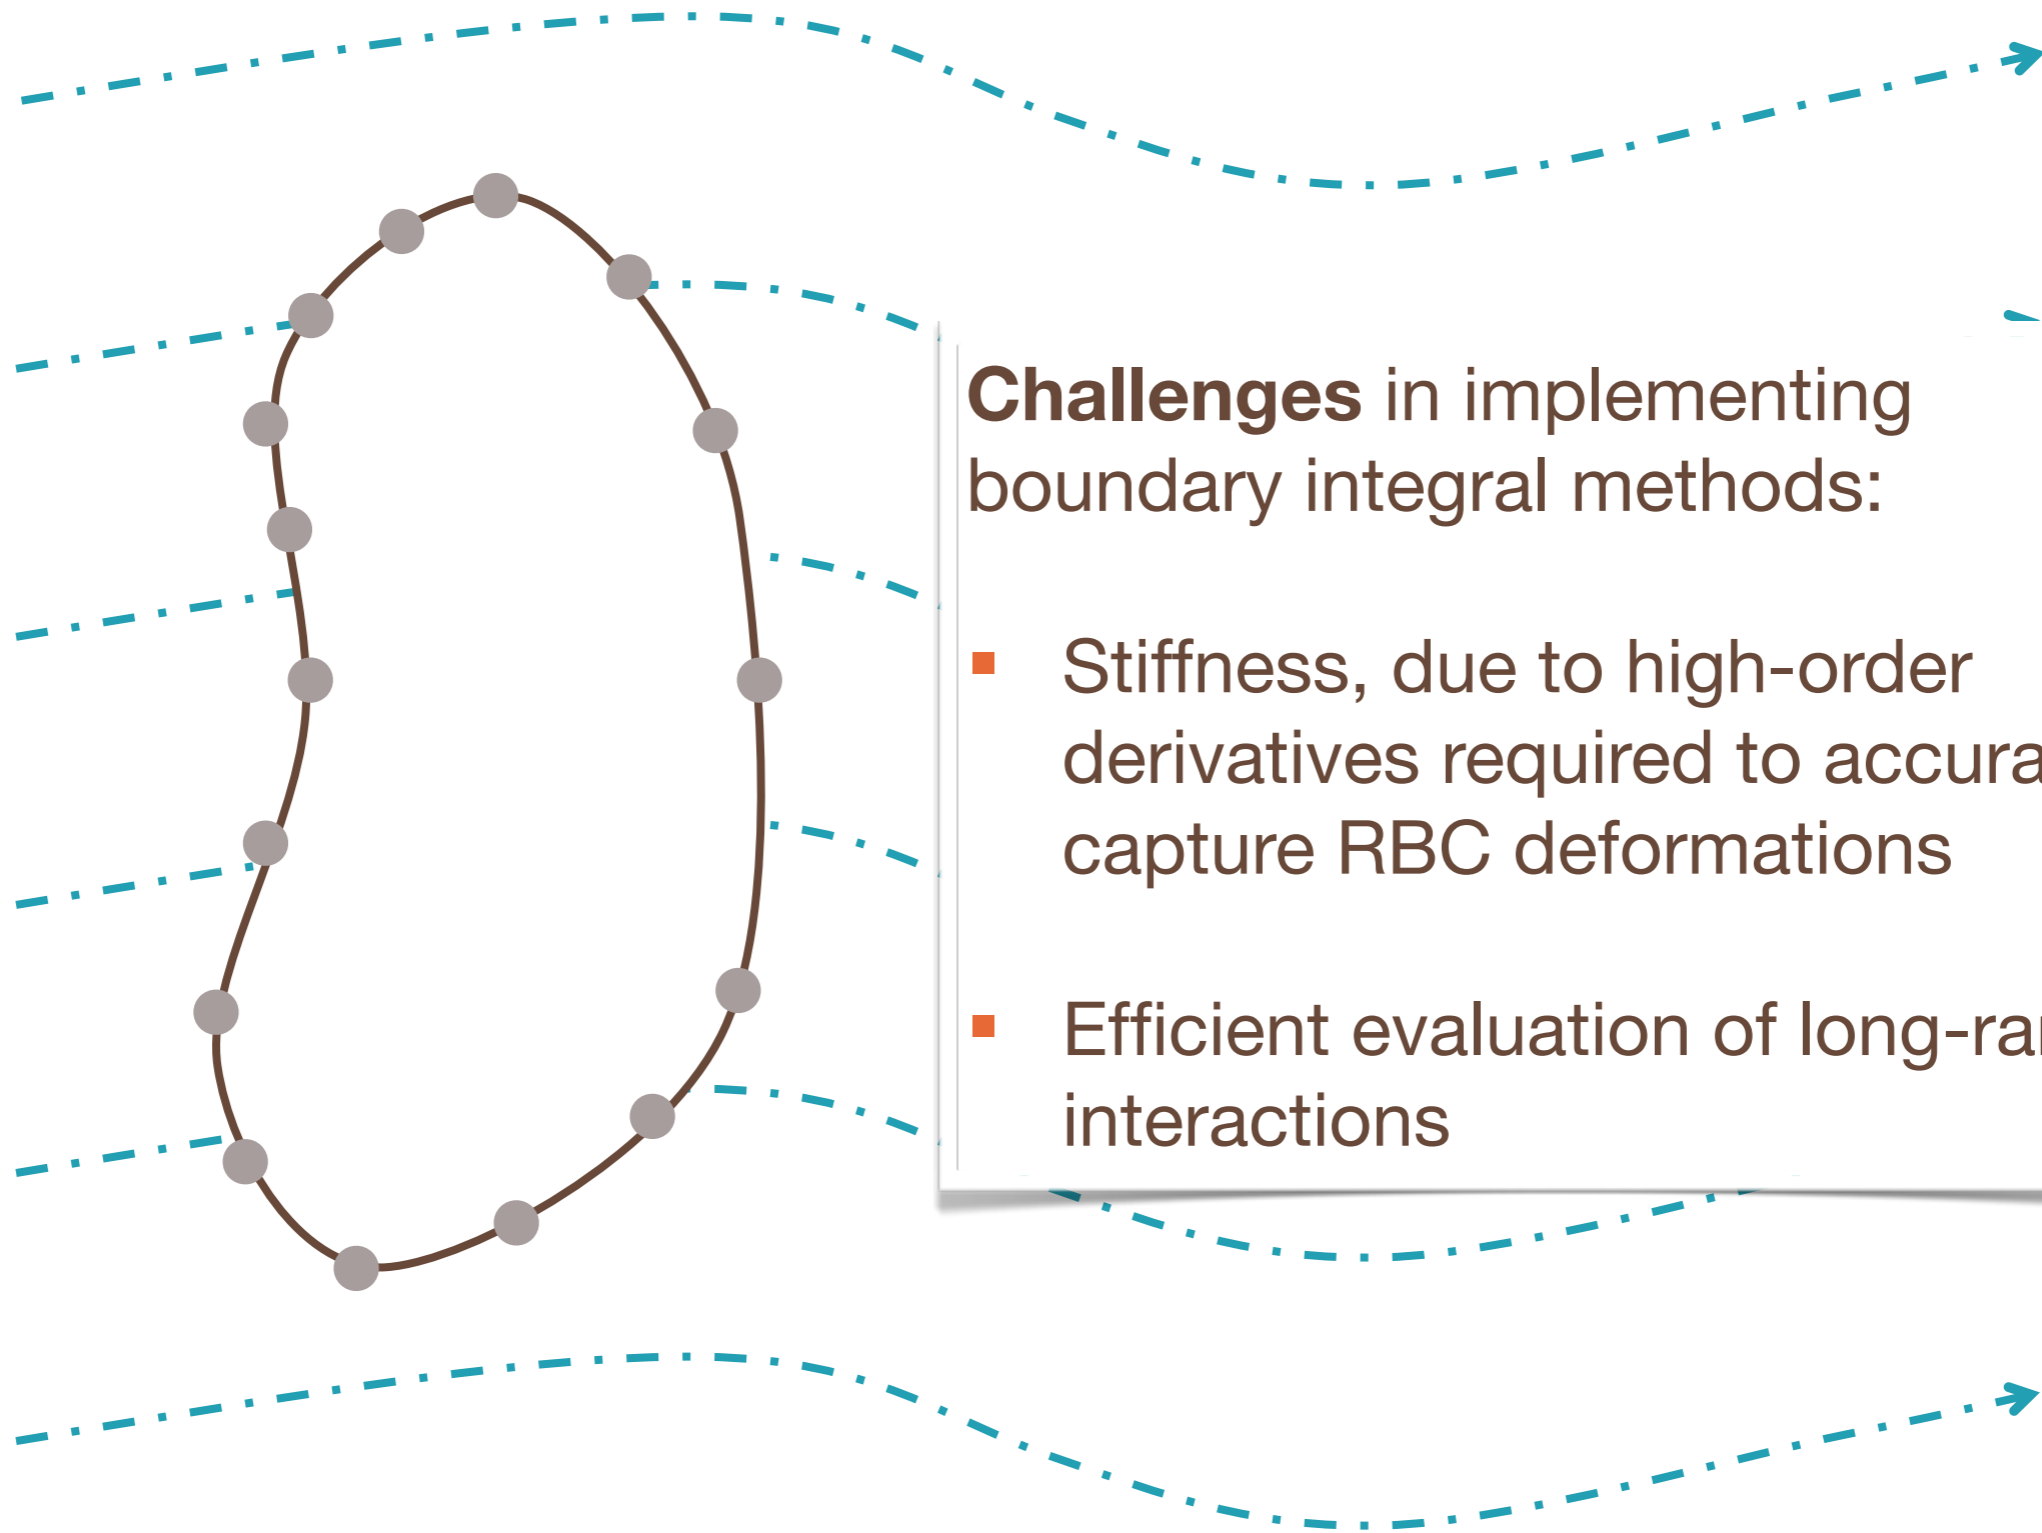 Challenges in implementing
boundary integral methods:
▪ Stiffness, due to high-order
derivatives required to
capture RBC deformations
▪ Efficient evaluation of
interactions